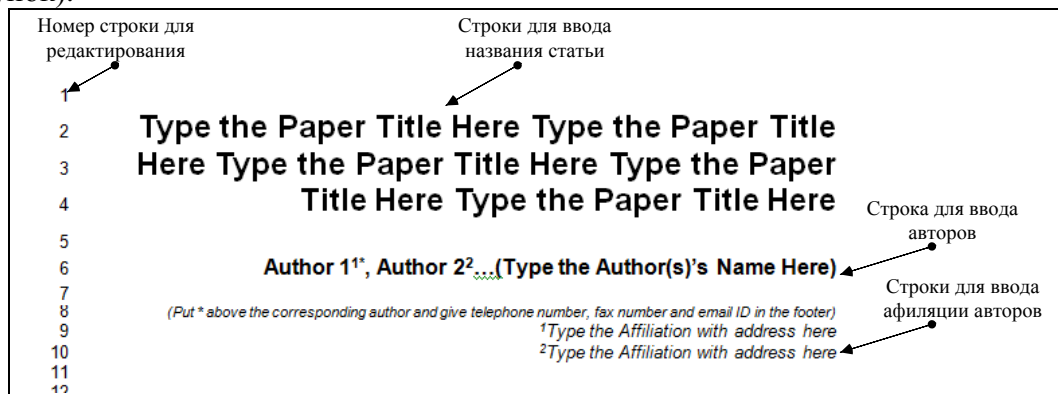 Номер строки для
редактирования
Строки для ввода
названия статьи
1
2 Type the Paper Title Here Type the Paper Title
3 Here Type the Paper Title Here Type the Paper
4 Title Here Type the Paper Title Here
Строка для ввода
авторов
5
6 Author 1¹*, Author 2²…(Type the Author(s)'s Name Here)
7
Строки для ввода
афиляции авторов
8 (Put * above the corresponding author and give telephone number, fax number and email ID in the footer)
9 ¹Type the Affiliation with address here
10 ²Type the Affiliation with address here
11
12